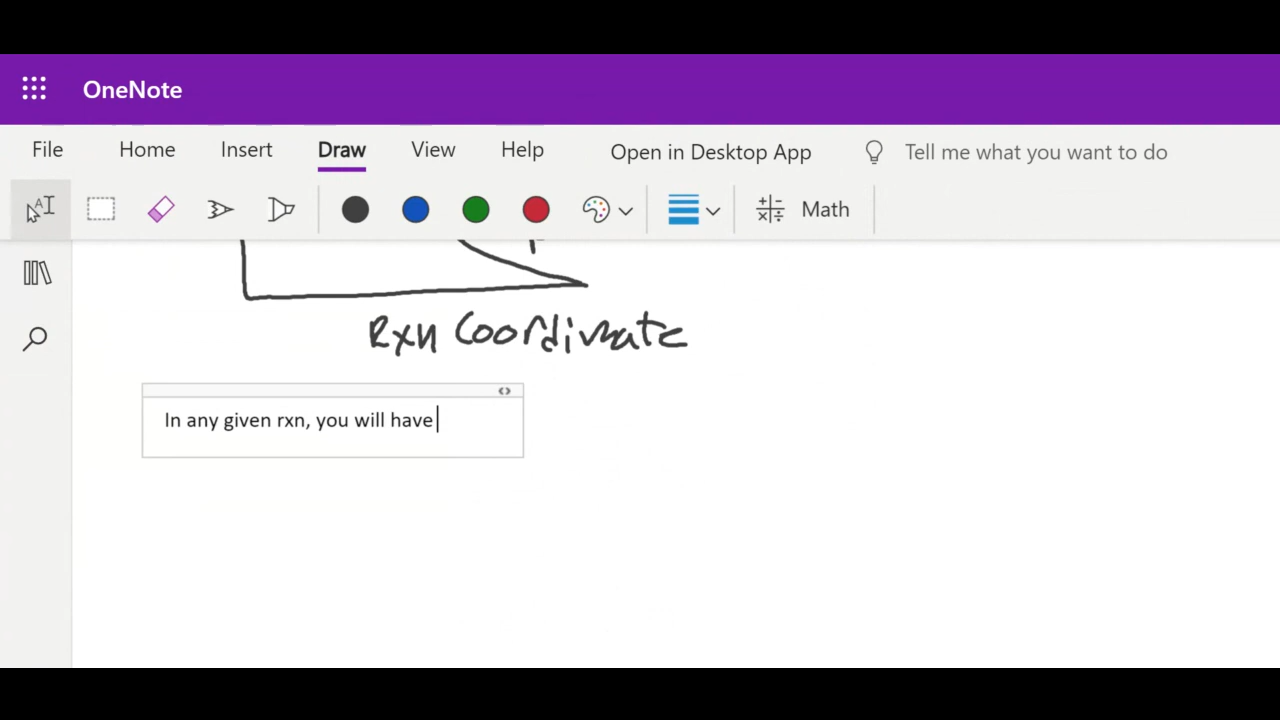 OneNote
File Home Insert Draw View Help Open in Desktop App Tell me what you want to do
Math
Rxn Coordinate
In any given rxn, you will have